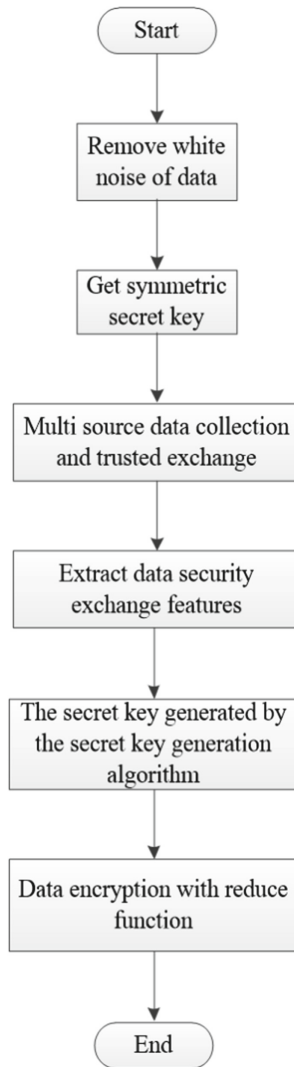 Start
Remove white
noise of data
Get symmetric
secret key
Multi source data collection
and trusted exchange
Extract data security
exchange features
The secret key generated by
the secret key generation
algorithm
Data encryption with reduce
function
End